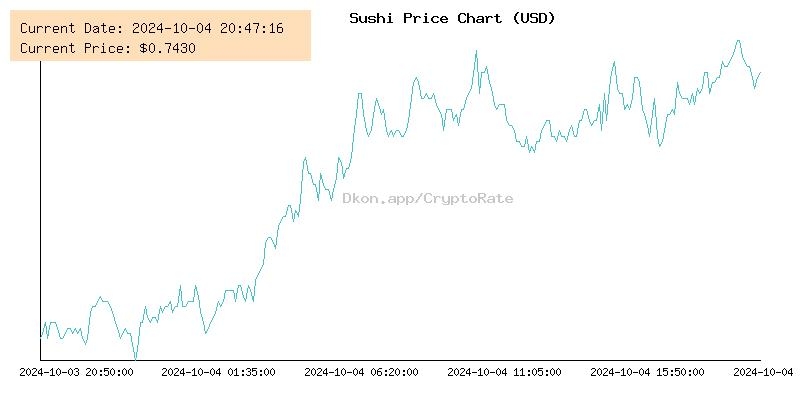 Sushi Price Chart (USD)
Current Date: 2024-10-04 20:47:16
Current Price: $0.7430
Dkon.app/CryptoRate
2024-10-03 20:50:00 2024-10-04 01:35:00 2024-10-04 06:20:00 2024-10-04 11:05:00 2024-10-04 15:50:00 2024-10-04